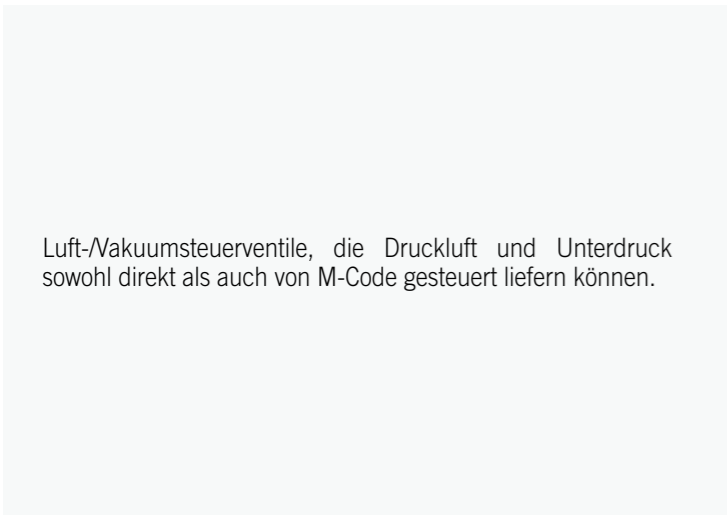 Luft-/Vakuumsteuerventile, die Druckluft und Unterdruck
sowohl direkt als auch von M-Code gesteuert liefern können.